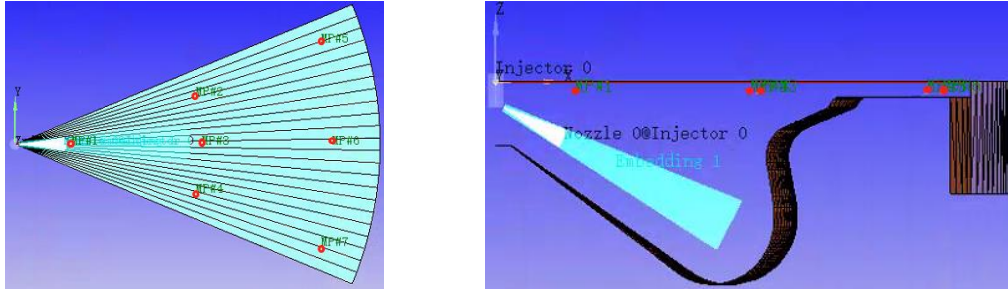 MP#5
Y
MP#2
Z
MP#1
MP#3
MP#6
MP#4
MP#7
Z
Injector 0
X
MP#1
Nozzle 0@Injector 0
Embedding 1